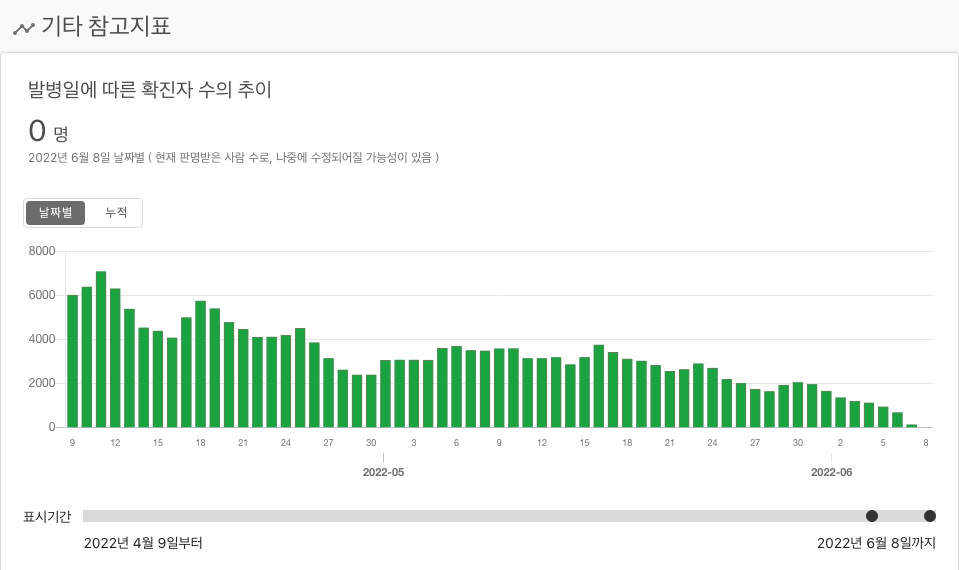 기타 참고지표
발병일에 따른 확진자 수의 추이
0 명
2022년 6월 8일 날짜별 ( 현재 판명받은 사람 수로, 나중에 수정되어질 가능성이 있음 )
날짜별 누적
8000
6000
4000
2000
0
9 12 15 18 21 24 27 30 3 6 9 12 15 18 21 24 27 30 2 5 8
2022-05 2022-06
표시기간
2022년 4월 9일부터 2022년 6월 8일까지